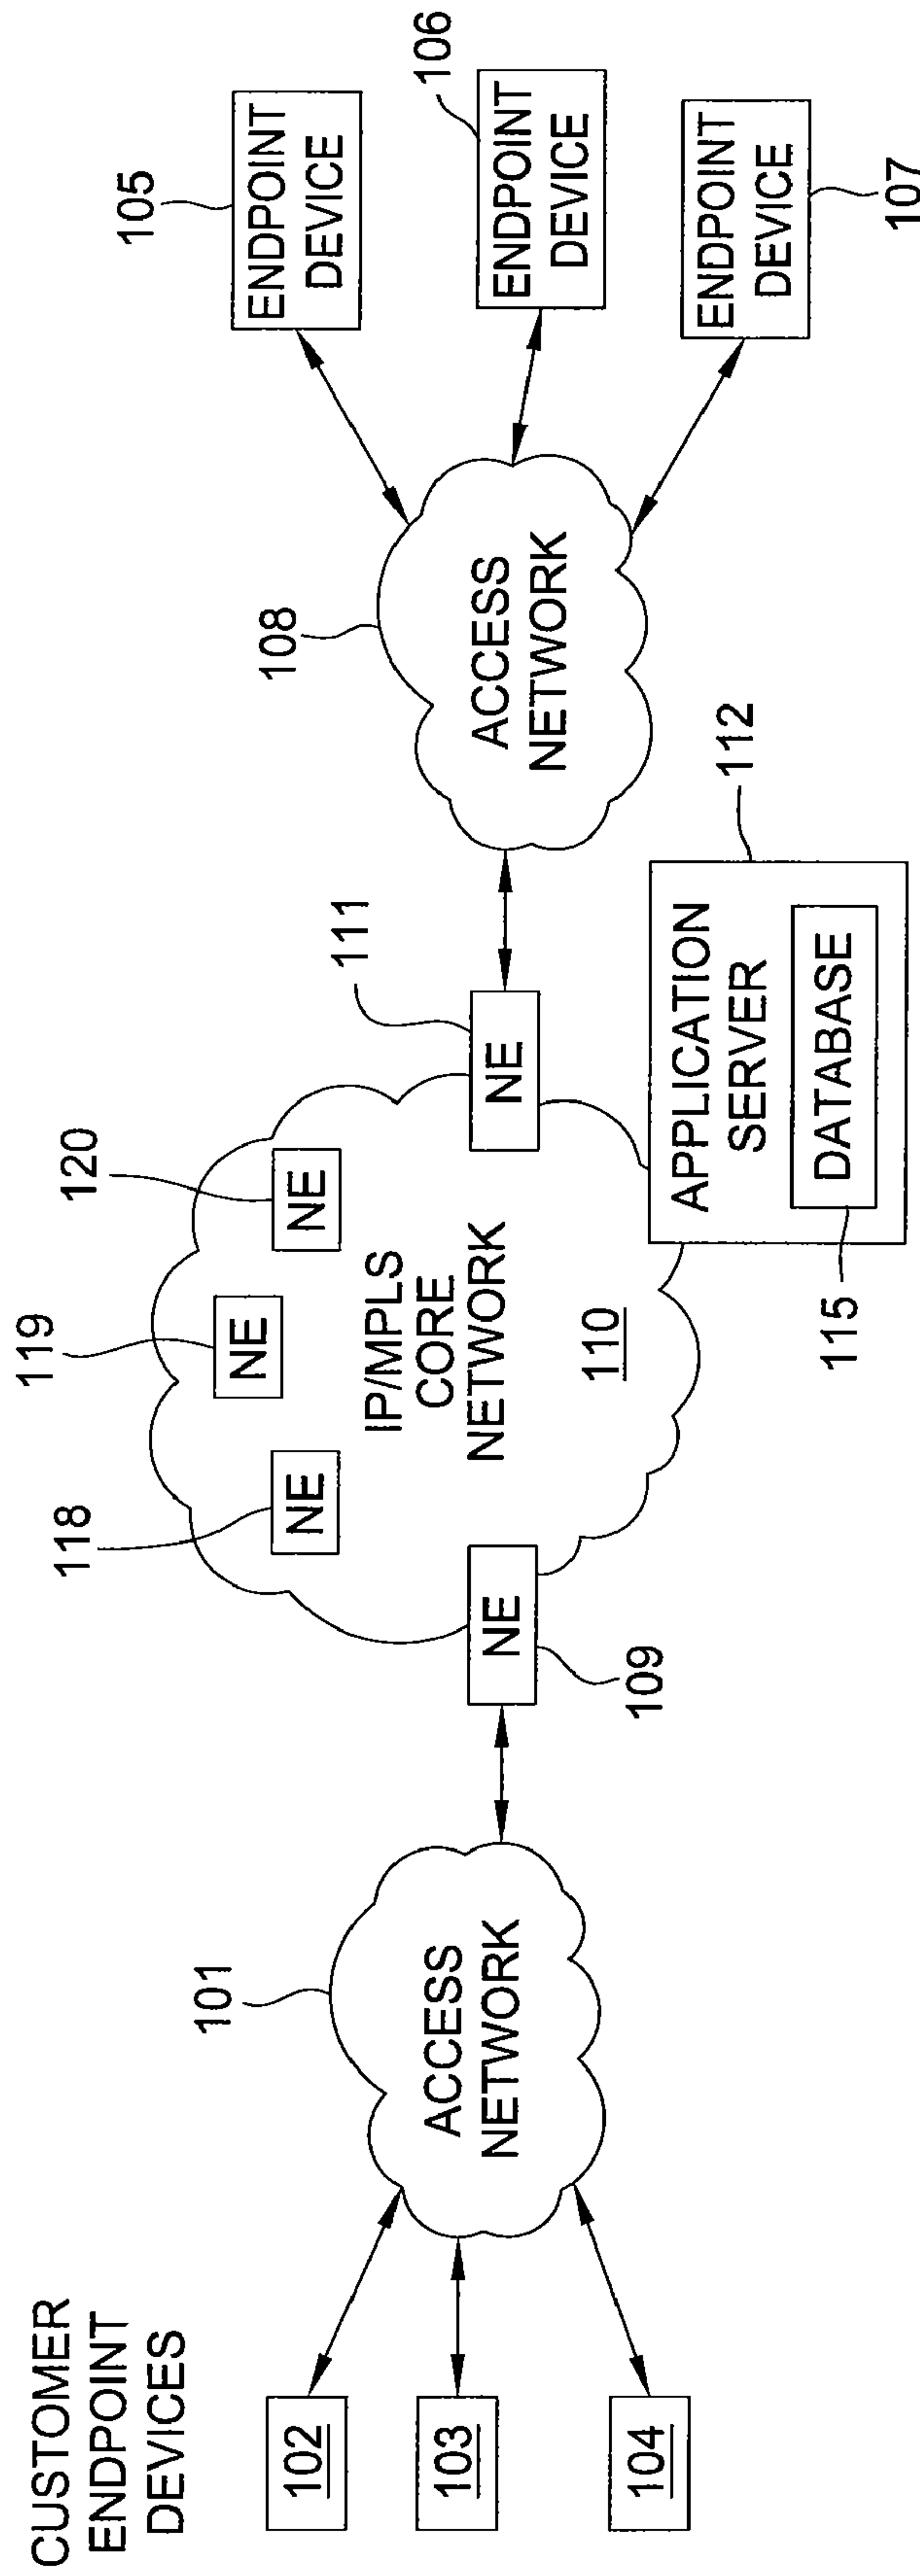 CUSTOMER
ENDPOINT
DEVICES
102
103
104
101
ACCESS
NETWORK
109
NE
118
NE
119
NE
120
NE
IP/MPLS
CORE
NETWORK
110
111
NE
APPLICATION
SERVER
112
DATABASE
115
108
ACCESS
NETWORK
105
ENDPOINT
DEVICE
106
ENDPOINT
DEVICE
107
ENDPOINT
DEVICE